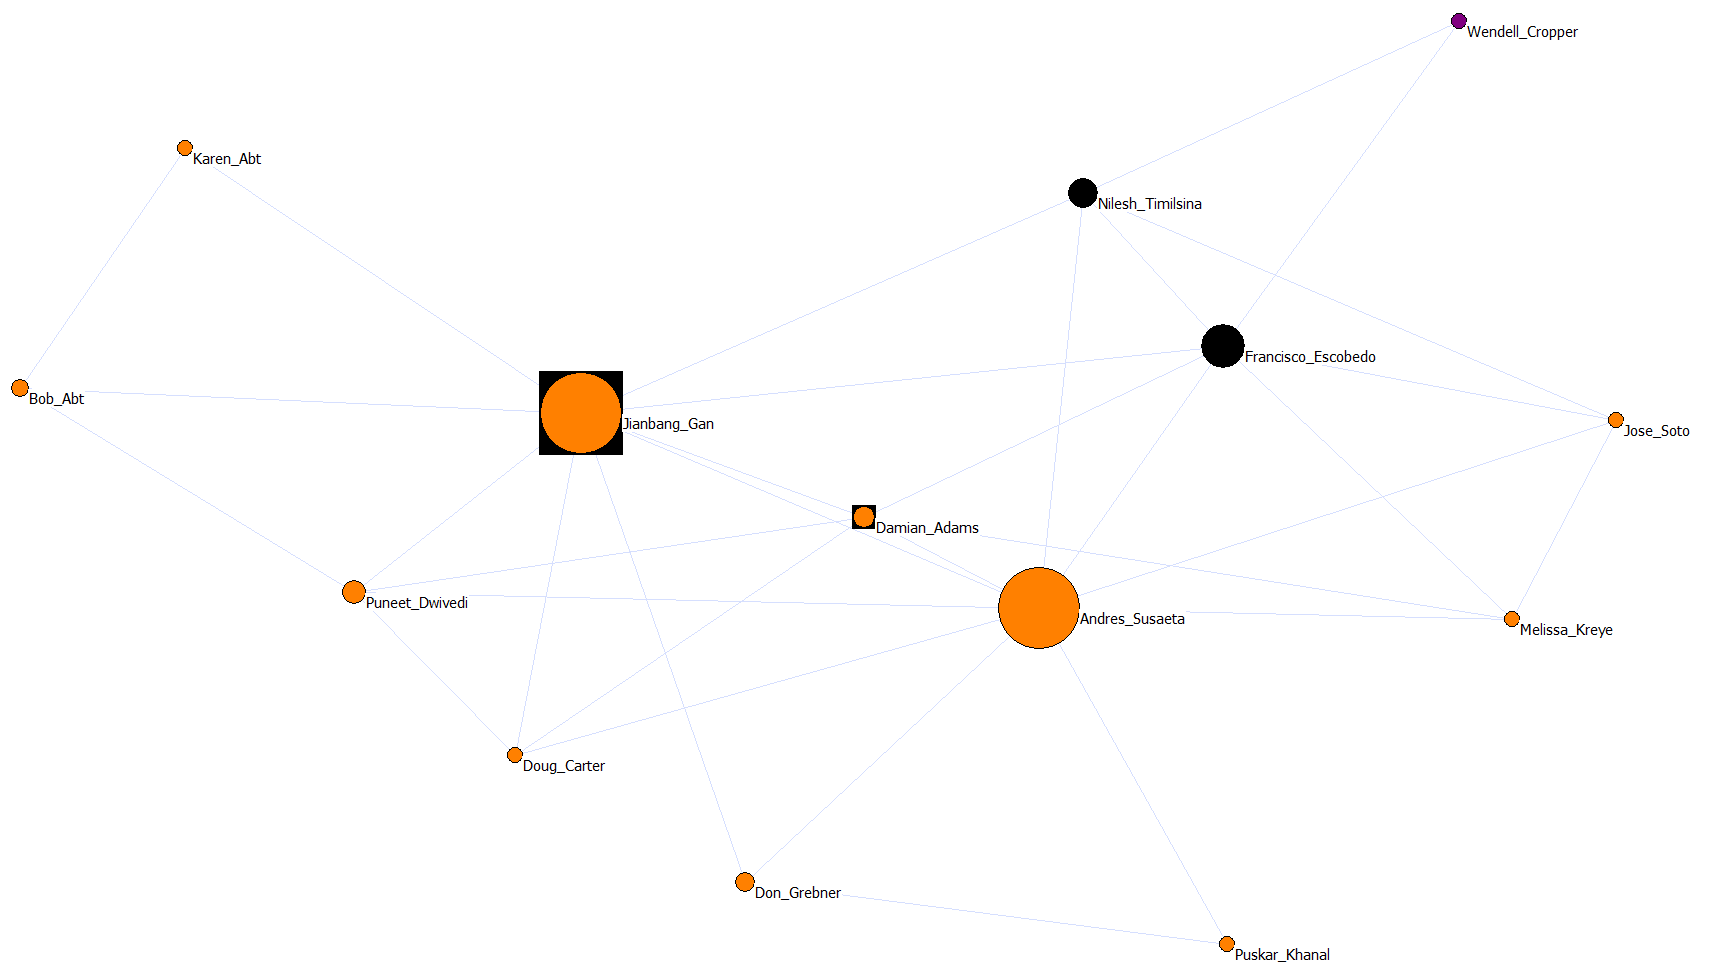 Wendell_Cropper
Karen_Abt
Nilesh_Timilsina
Francisco_Escobedo
Bob_Abt
Jianbang_Gan
Jose_Soto
Damian_Adams
Puneet_Dwivedi
Andres_Susaeta
Melissa_Kreye
Doug_Carter
Don_Grebner
Puskar_Khanal